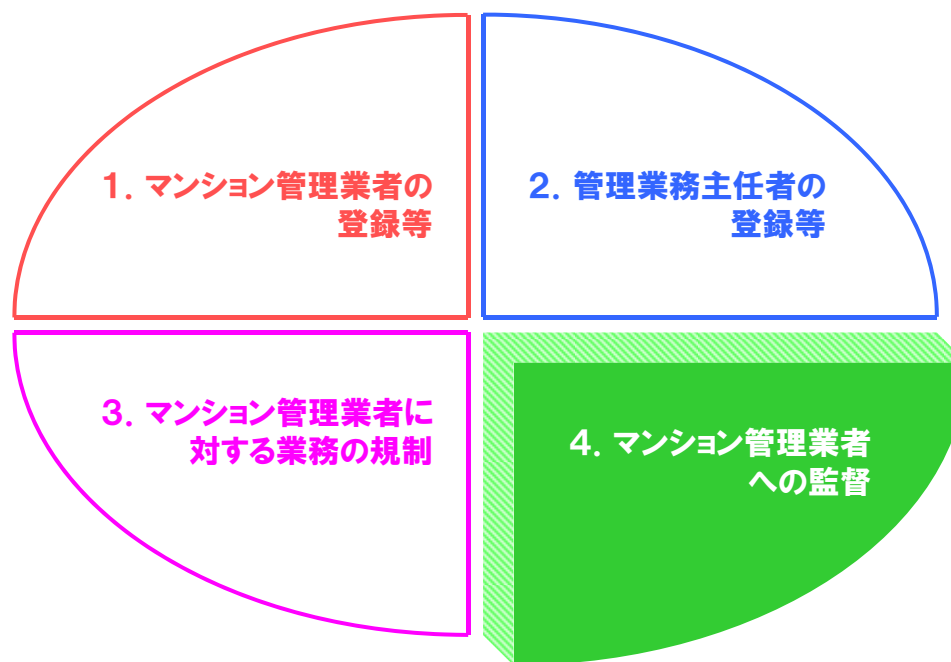 1. マンション管理業者の
登録等
2. 管理業務主任者の
登録等
3. マンション管理業者に
対する業務の規制
4. マンション管理業者
への監督